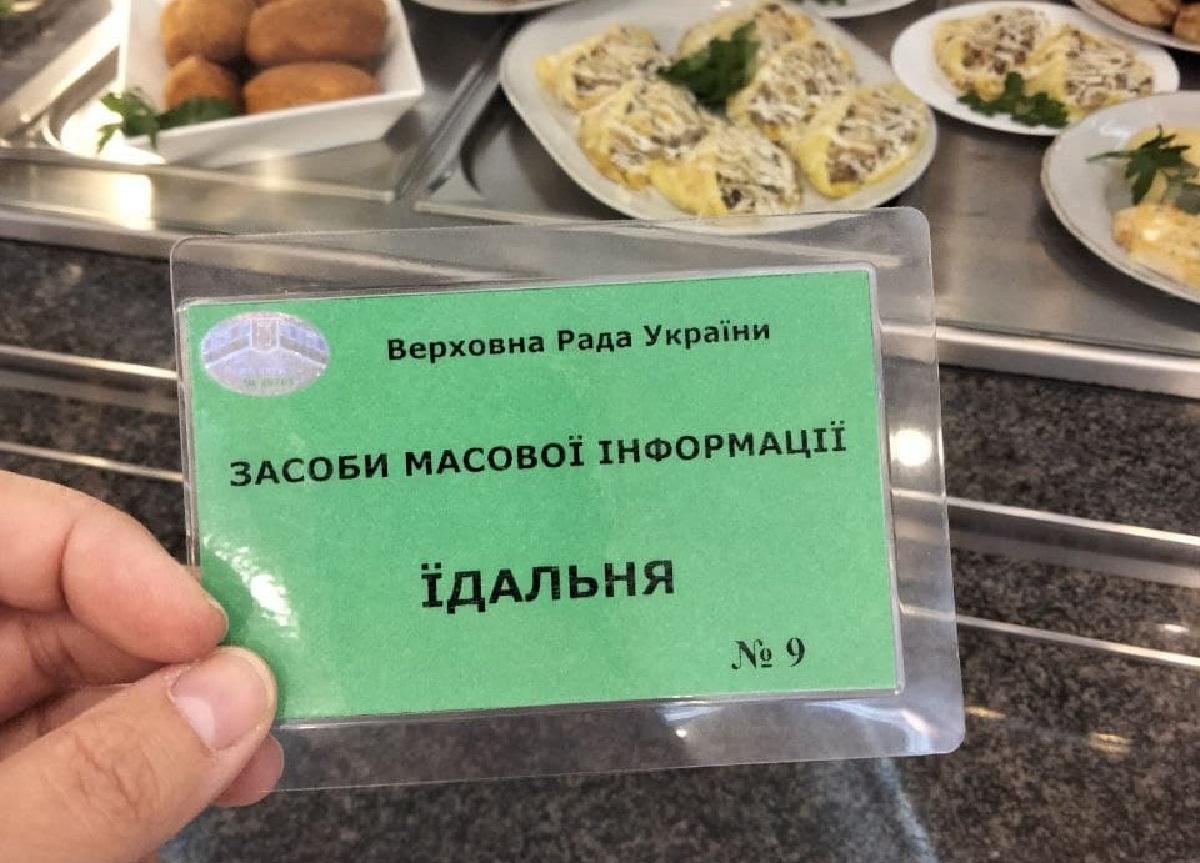 Верховна Рада України
ЗАСОБИ МАСОВОЇ ІНФОРМАЦІЇ
ЇДАЛЬНЯ
№ 9